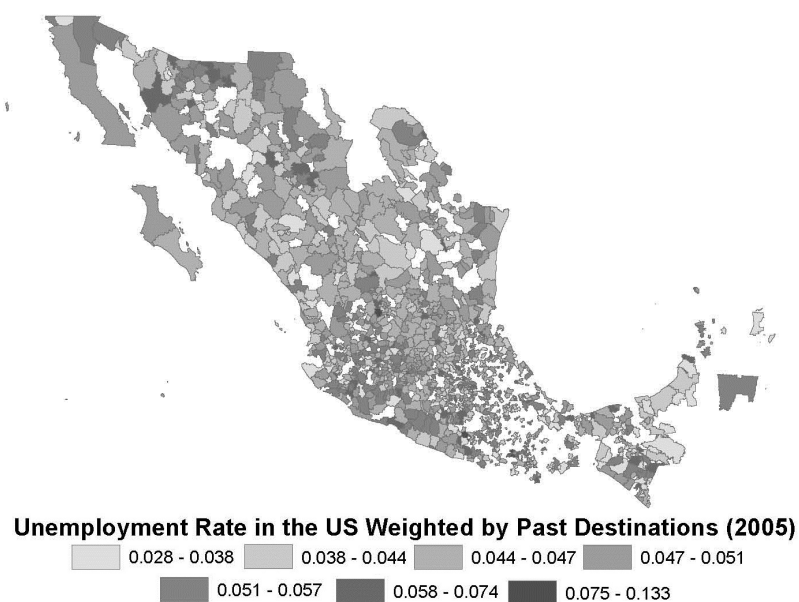 Unemployment Rate in the US Weighted by Past Destinations (2005)
0.028 - 0.038 0.038 - 0.044 0.044 - 0.047 0.047 - 0.051
0.051 - 0.057 0.058 - 0.074 0.075 - 0.133